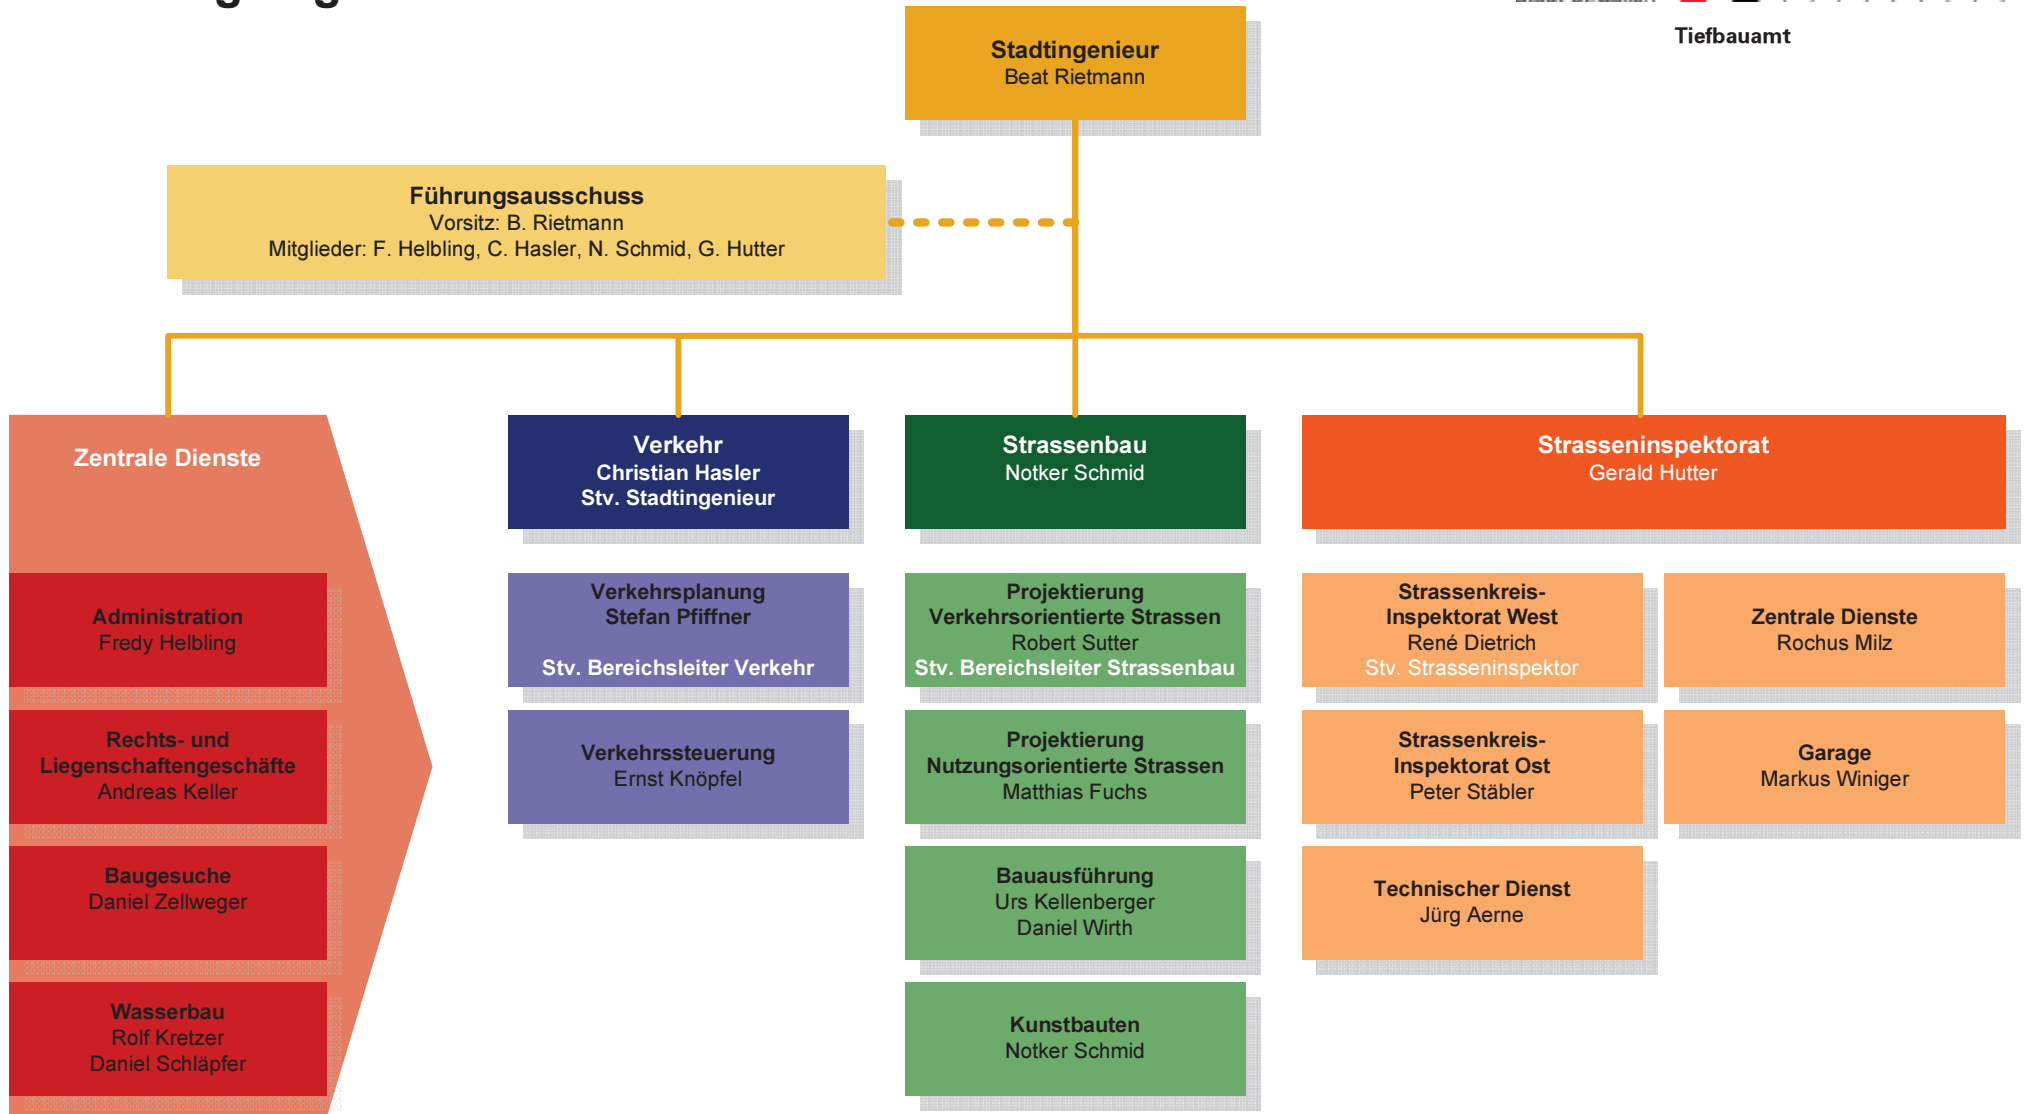 Tiefbauamt
Stadtingenieur
Beat Rietmann
Führungsausschuss
Vorsitz: B. Rietmann
Mitglieder: F. Helbling, C. Hasler, N. Schmid, G. Hutter
Zentrale Dienste
Administration
Fredy Helbling
Rechts- und
Liegenschaftengeschäfte
Andreas Keller
Baugesuche
Daniel Zellweger
Wasserbau
Rolf Kretzer
Daniel Schläpfer
Verkehr
Christian Hasler
Stv. Stadtingenieur
Verkehrsplanung
Stefan Pfiffner
Stv. Bereichsleiter Verkehr
Verkehrssteuerung
Ernst Knöpfel
Strassenbau
Notker Schmid
Projektierung
Verkehrsorientierte Strassen
Robert Sutter
Stv. Bereichsleiter Strassenbau
Projektierung
Nutzungsorientierte Strassen
Matthias Fuchs
Bauausführung
Urs Kellenberger
Daniel Wirth
Kunstbauten
Notker Schmid
Strasseninspektorat
Gerald Hutter
Strassenkreis-
Inspektorat West
René Dietrich
Stv. Strasseninspektor
Strassenkreis-
Inspektorat Ost
Peter Stäbler
Technischer Dienst
Jürg Aerne
Zentrale Dienste
Rochus Milz
Garage
Markus Winiger